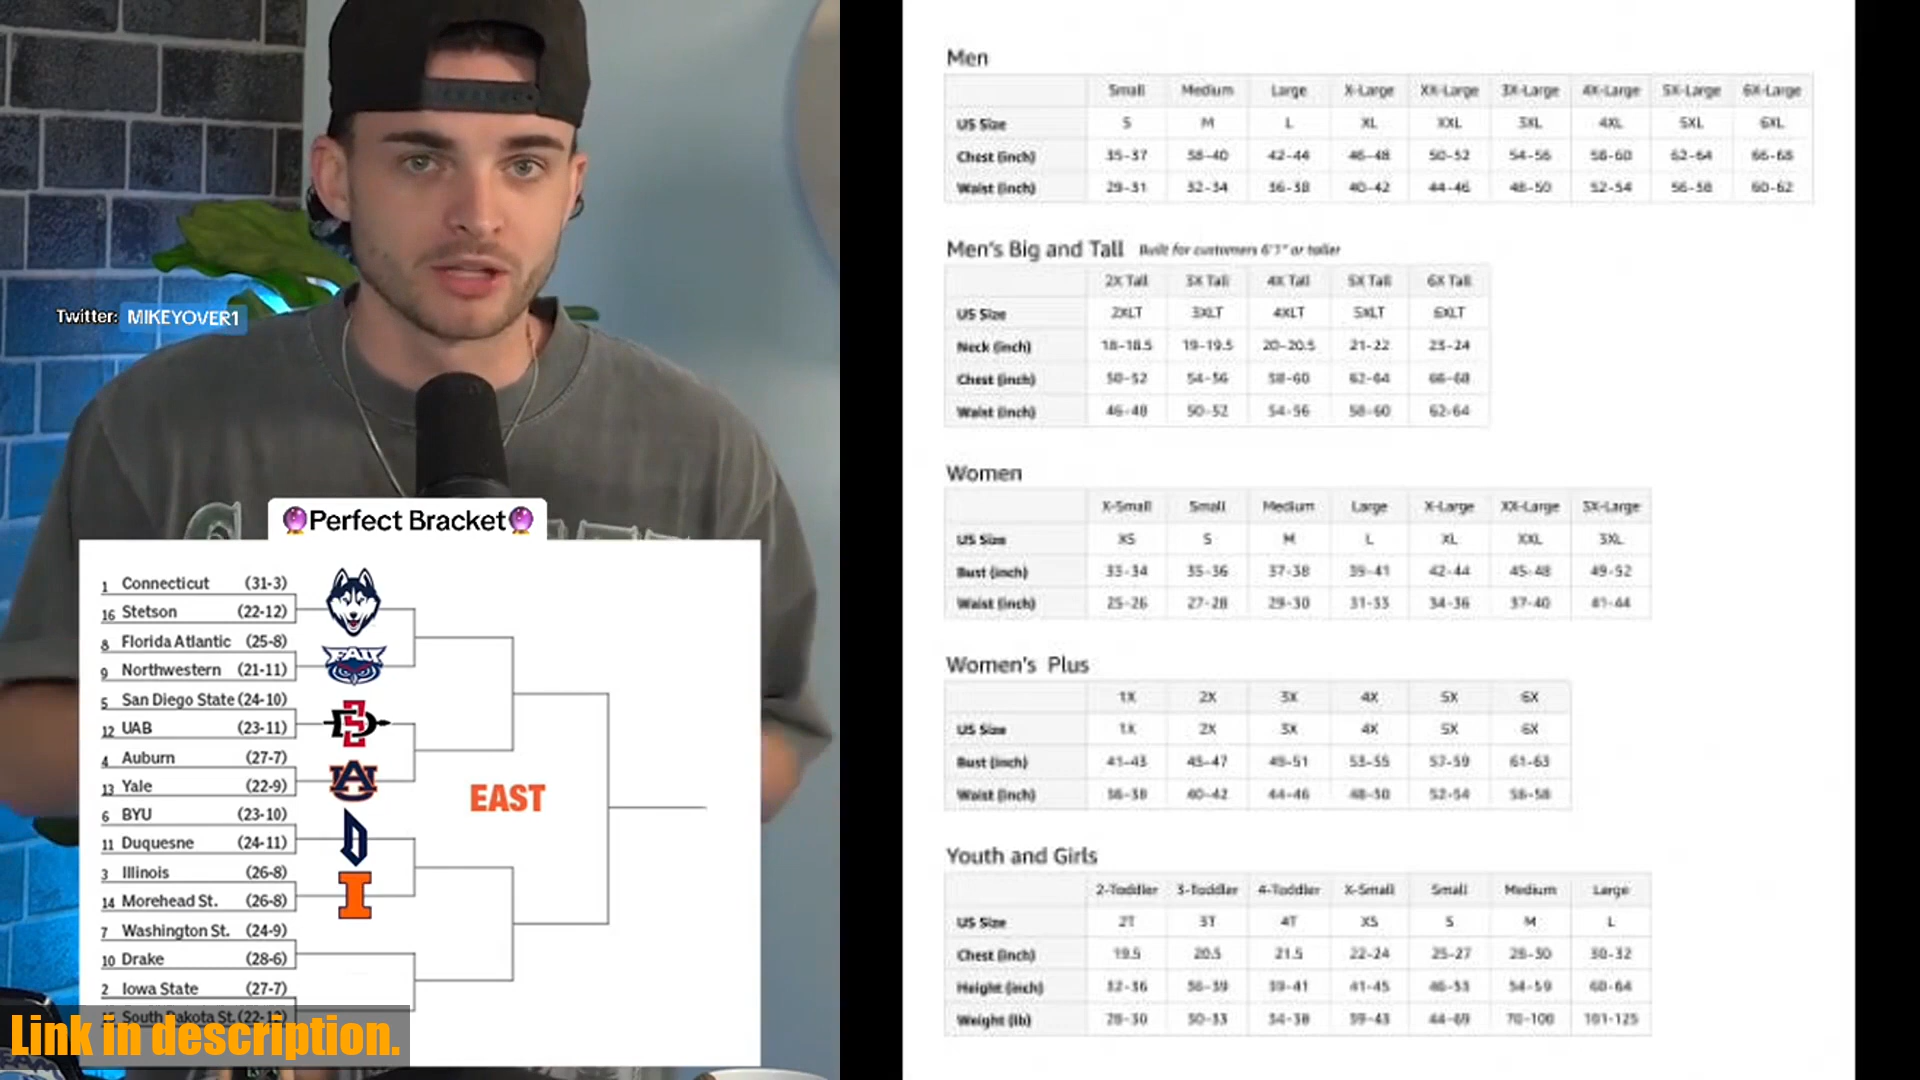 Twitter: MIKEYOVER1
🔮Perfect Bracket🔮
1 Connecticut (31-3)
16 Stetson (22-12)
8 Florida Atlantic (25-8)
9 Northwestern (21-11)
5 San Diego State (24-10)
12 UAB (23-11)
4 Auburn (27-7)
13 Yale (22-9)
6 BYU (23-10)
11 Duquesne (24-11)
3 Illinois (26-8)
14 Morehead St. (26-8)
7 Washington St. (24-9)
10 Drake (28-6)
2 Iowa State (27-7)
South Dakota St. (22-12)
FAU
EAST
Link in description.
Men
Small Medium Large X-Large XX-Large 3X-Large 4X-Large 5X-Large 6X-Large
US Size S M L XL XXL 3XL 4XL 5XL 6XL
Chest (inch) 35-37 38-40 42-44 46-48 50-52 54-56 58-60 62-64 66-68
Waist (inch) 29-31 32-34 36-38 40-42 44-46 48-50 52-54 56-58 60-62
Men's Big and Tall Built for customers 6'1" or taller
2X Tall 3X Tall 4X Tall 5X Tall 6X Tall
US Size 2XLT 3XLT 4XLT 5XLT 6XLT
Neck (inch) 18-18.5 19-19.5 20-20.5 21-22 23-24
Chest (inch) 50-52 54-56 58-60 62-64 66-68
Waist (inch) 46-48 50-52 54-56 58-60 62-64
Women
X-Small Small Medium Large X-Large XX-Large 3X-Large
US Size XS S M L XL XXL 3XL
Bust (inch) 33-34 35-36 37-38 39-41 42-44 45-48 49-52
Waist (inch) 25-26 27-28 29-30 31-33 34-36 37-40 41-44
Women's Plus
1X 2X 3X 4X 5X 6X
US Size 1X 2X 3X 4X 5X 6X
Bust (inch) 41-43 45-47 49-51 53-55 57-59 61-63
Waist (inch) 36-38 40-42 44-46 48-50 52-54 56-58
Youth and Girls
2-Toddler 3-Toddler 4-Toddler X-Small Small Medium Large
US Size 2T 3T 4T XS S M L
Chest (inch) 19.5 20.5 21.5 22-24 25-27 28-30 30-32
Height (inch) 32-36 36-39 39-41 41-45 46-53 54-59 60-64
Weight (lb) 28-30 30-33 34-38 39-43 44-69 70-100 101-125